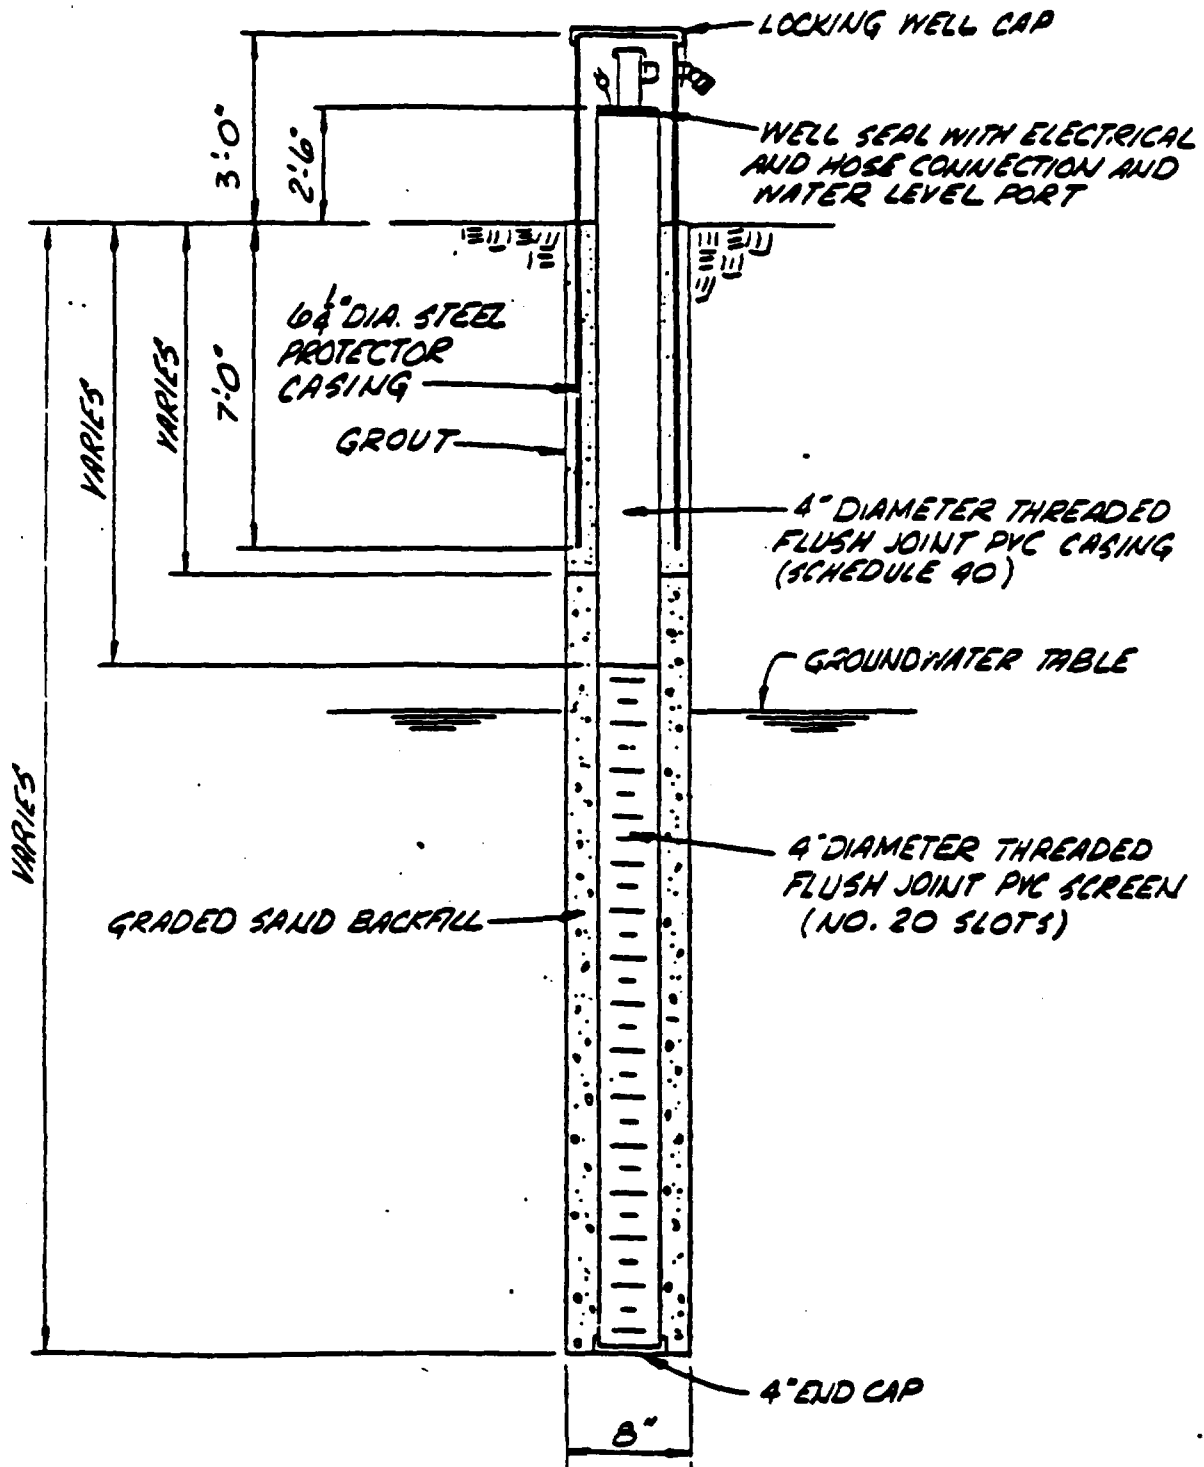 LOCKING WELL CAP
3'-0"
2'-6"
WELL SEAL WITH ELECTRICAL
AND HOSE CONNECTION AND
WATER LEVEL PORT
6¼" DIA. STEEL
PROTECTOR
CASING
VARIES
VARIES
7'-0"
GROUT
4" DIAMETER THREADED
FLUSH JOINT PVC CASING
(SCHEDULE 40)
GROUNDWATER TABLE
VARIES
4" DIAMETER THREADED
FLUSH JOINT PVC SCREEN
(NO. 20 SLOTS)
GRADED SAND BACKFILL
4" END CAP
8"